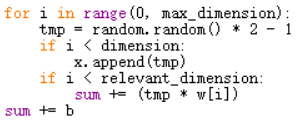 for i in range(0, max_dimension):
    tmp = random.random() * 2 - 1
    if i < dimension:
        x.append(tmp)
    if i < relevant_dimension:
        sum += (tmp * w[i])
sum += b